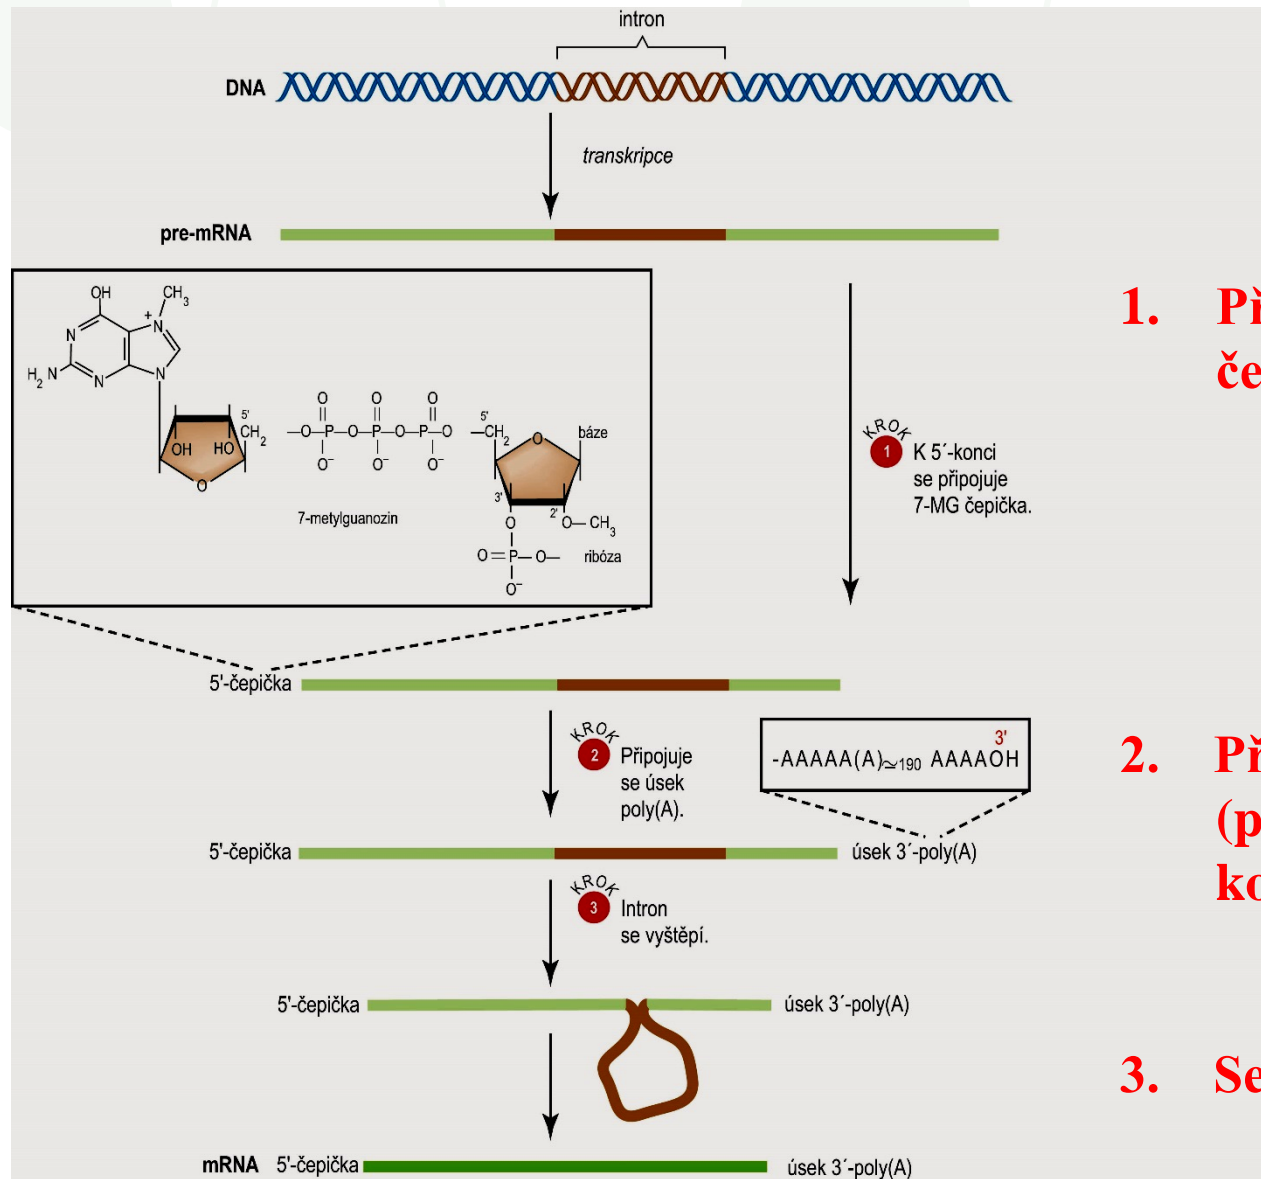 intron
DNA
transkripce
pre-mRNA
OH
CH3
+
N
N
H2N
N
N
5'
CH2
OH
HO
O
O O O
–O–P–O–P–O–P–O
O– O– O–
7-metylguanozin
5'
–CH2
O
báze
3'
2'
O
O–CH3
O=P–O–
ribóza
O–
KROK
1
K 5´-konci
se připojuje
7-MG čepička.
1.
5'-čepička
KROK
2
Připojuje
se úsek
poly(A).
3'
-AAAAA(A)≃190 AAAAOH
2.
5'-čepička
úsek 3´-poly(A)
KROK
3
Intron
se vyštěpí.
5'-čepička
úsek 3´-poly(A)
3.
mRNA 5'-čepička
úsek 3´-poly(A)